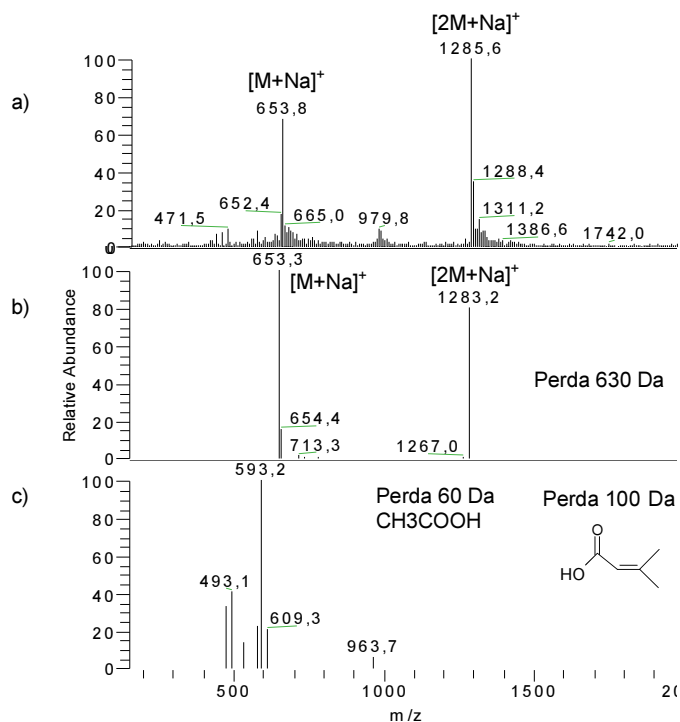 a)
[M+Na]+
[2M+Na]+
1285,6
653,8
652,4
665,0
471,5
979,8
1288,4
1311,2
1386,6
1742,0
100
80
60
40
20
0
b)
653,3
[M+Na]+
[2M+Na]+
1283,2
Perda 630 Da
654,4
713,3
1267,0
Relative Abundance
100
80
60
40
20
0
c)
593,2
Perda 60 Da
CH3COOH
Perda 100 Da
O
HO
493,1
609,3
963,7
100
80
60
40
20
0
500
1000
1500
m/z